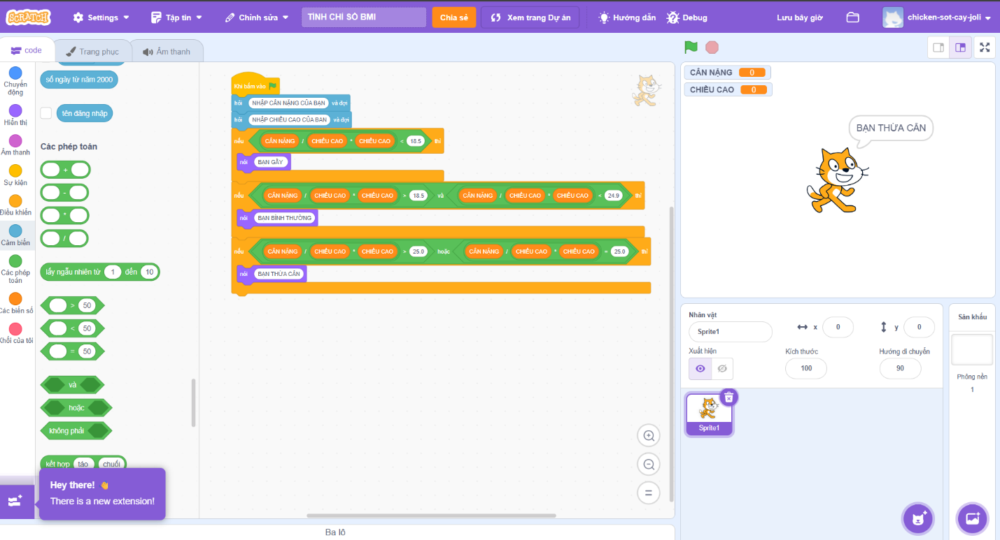 SCRATCH Settings Tập tin Chỉnh sửa TINH CHỈ SỐ BMI Chia sẻ Xem trang Dự án Hướng dẫn Debug Lưu bây giờ chicken-sot-cay-joli
code Trang phục Âm thanh
Chuyển động
Hiển thị
Âm thanh
Sự kiện
Điều khiển
Cảm biến
Các phép toán
Các biến số
Khối của tôi
số ngày từ năm 2000
tên đăng nhập
Các phép toán
+
-
*
/
lấy ngẫu nhiên từ 1 đến 10
> 50
< 50
= 50
và
hoặc
không phải
kết hợp táo chuối
Hey there! 👋
There is a new extension!
Khi bấm vào
hỏi NHẬP CÂN NẶNG CỦA BẠN và đợi
hỏi NHẬP CHIỀU CAO CỦA BAN và đợi
nếu CÂN NẶNG / CHIỀU CAO * CHIỀU CAO < 18.5 thì
nói BẠN GẦY
nếu CÂN NẶNG / CHIỀU CAO * CHIỀU CAO > 18.5 và CÂN NẶNG / CHIỀU CAO * CHIỀU CAO < 24.9 thì
nói BẠN BÌNH THƯỜNG
nếu CÂN NẶNG / CHIỀU CAO * CHIỀU CAO > 25.0 hoặc CÂN NẶNG / CHIỀU CAO * CHIỀU CAO = 25.0 thì
nói BẠN THỪA CÂN
Ba lô
CÂN NẶNG 0
CHIỀU CAO 0
BẠN THỪA CÂN
Nhân vật
Sprite1 x 0 y 0
Xuất hiện Kích thước Hướng di chuyển
100 90
Sprite1
Sân khấu
Phông nền
1